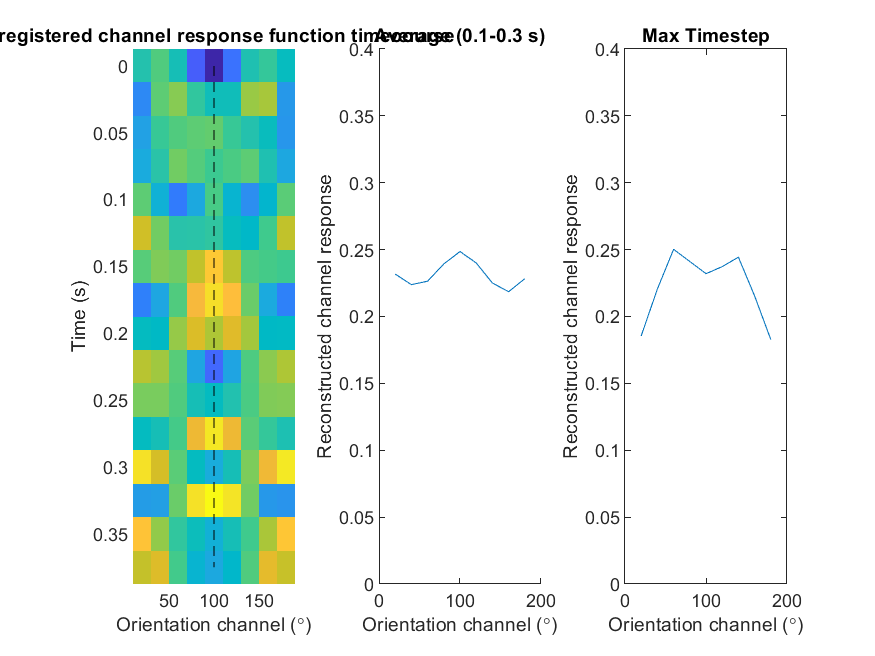 registered channel response function timecourse
Average (0.1-0.3 s)
Max Timestep
0
0.05
0.1
0.15
0.2
0.25
0.3
0.35
Time (s)
50 100 150
Orientation channel (°)
0.4
0.35
0.3
0.25
0.2
0.15
0.1
0.05
0
Reconstructed channel response
0 100 200
Orientation channel (°)
0.4
0.35
0.3
0.25
0.2
0.15
0.1
0.05
0
Reconstructed channel response
0 100 200
Orientation channel (°)